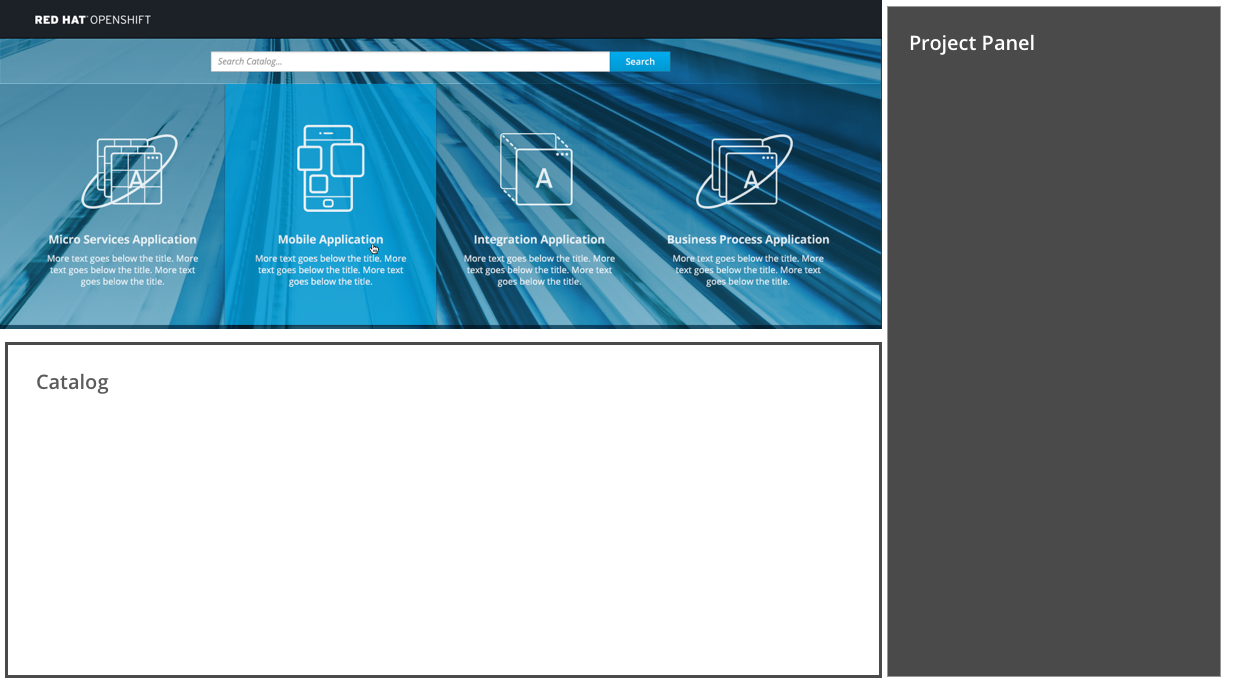 RED HAT OPENSHIFT
Search Catalog...
Search
A
A
A
Micro Services Application
More text goes below the title. More
text goes below the title. More text
goes below the title.
Mobile Application
More text goes below the title. More
text goes below the title. More text
goes below the title.
Integration Application
More text goes below the title. More
text goes below the title. More text
goes below the title.
Business Process Application
More text goes below the title. More
text goes below the title. More text
goes below the title.
Project Panel
Catalog